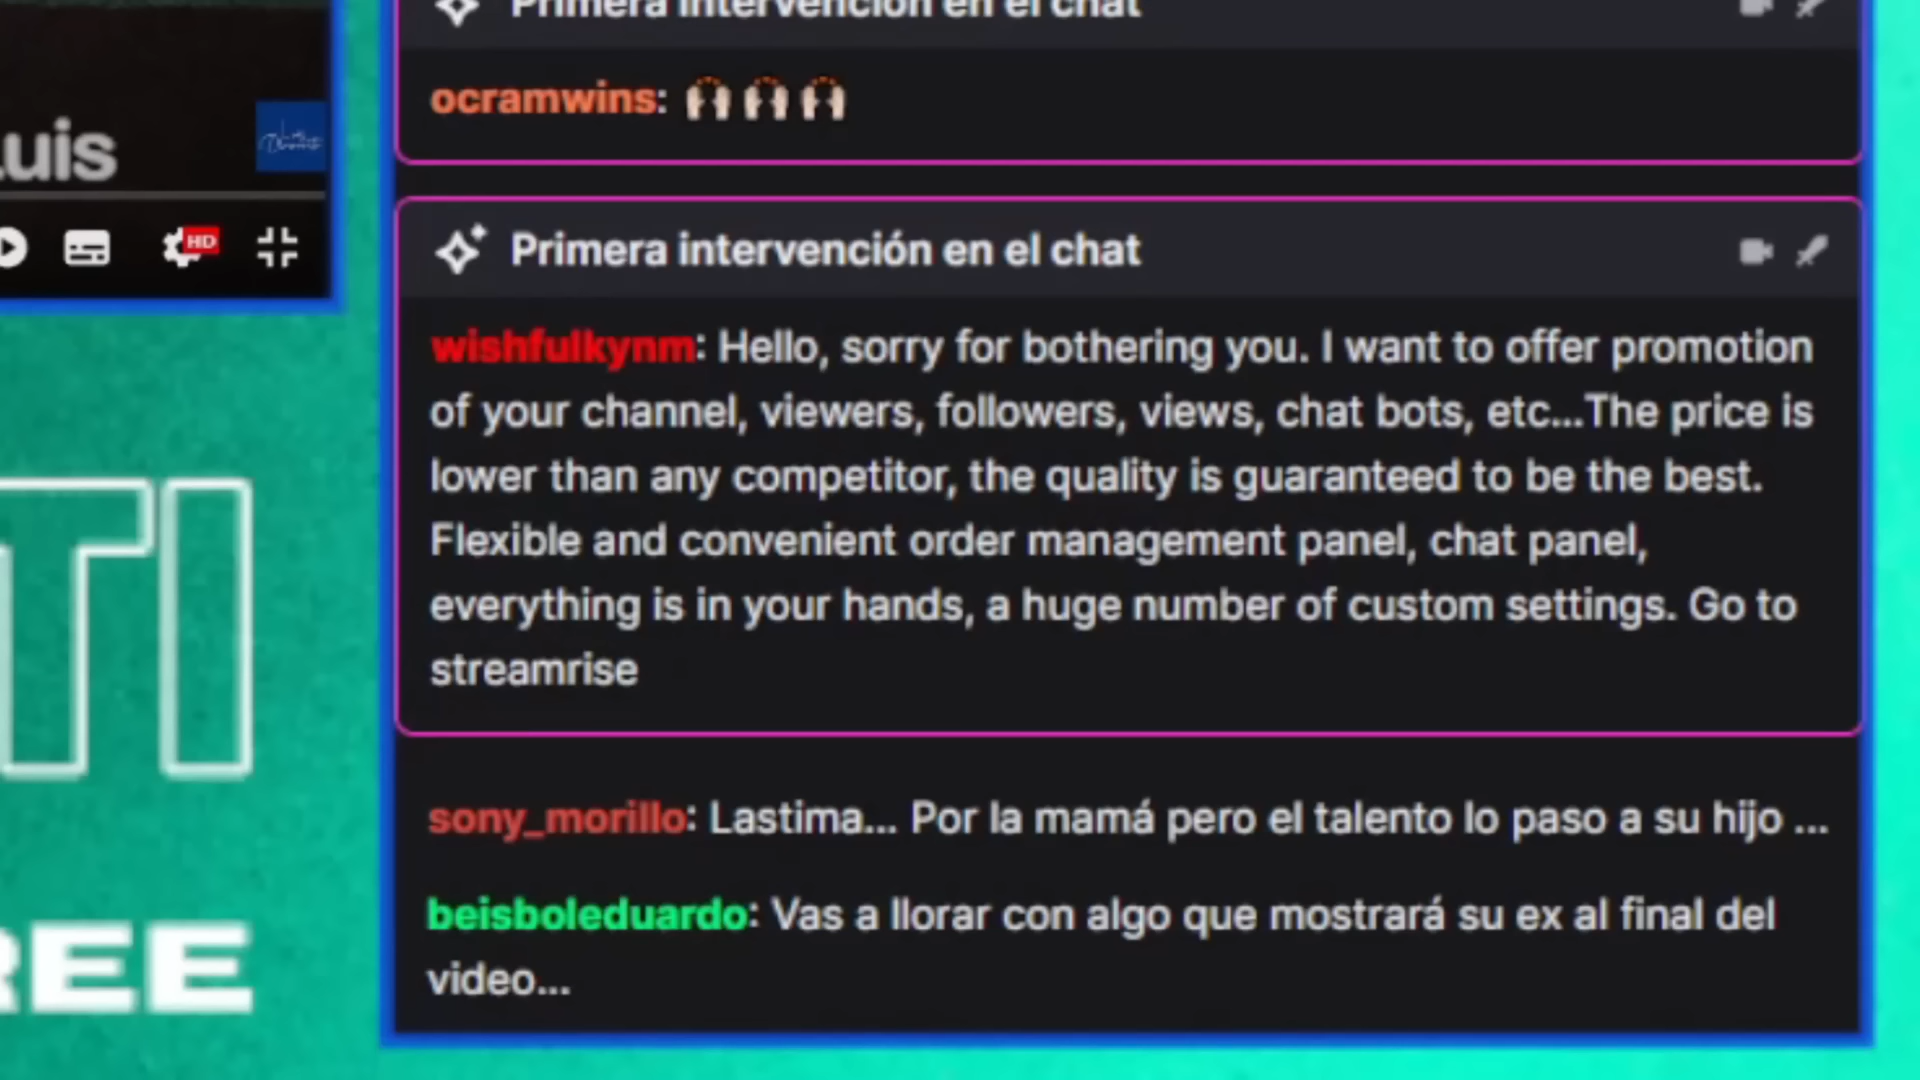 Primera intervención en el chat
ocramwins:
Luis
HD
Primera intervención en el chat
wishfulkynm: Hello, sorry for bothering you. I want to offer promotion
of your channel, viewers, followers, views, chat bots, etc...The price is
lower than any competitor, the quality is guaranteed to be the best.
Flexible and convenient order management panel, chat panel,
everything is in your hands, a huge number of custom settings. Go to
streamrise
TI
sony_morillo: Lastima... Por la mamá pero el talento lo paso a su hijo ...
beisboleduardo: Vas a llorar con algo que mostrará su ex al final del
video...
REE